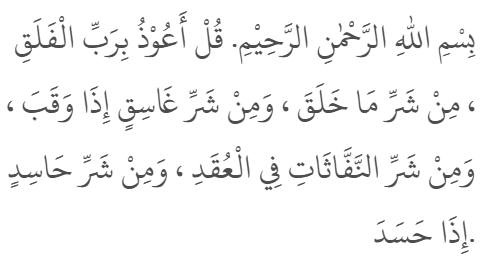 بِسْمِ اللهِ الرَّحْمٰنِ الرَّحِيْمِ. قُلْ أَعُوْذُ بِرَبِّ الْفَلَقِ
، مِنْ شَرِّ مَا خَلَقَ ، وَمِنْ شَرِّ غَاسِقٍ إِذَا وَقَبَ ،
وَمِنْ شَرِّ النَّفَّاثَاتِ فِي الْعُقَدِ ، وَمِنْ شَرِّ حَاسِدٍ
.إِذَا حَسَدَ